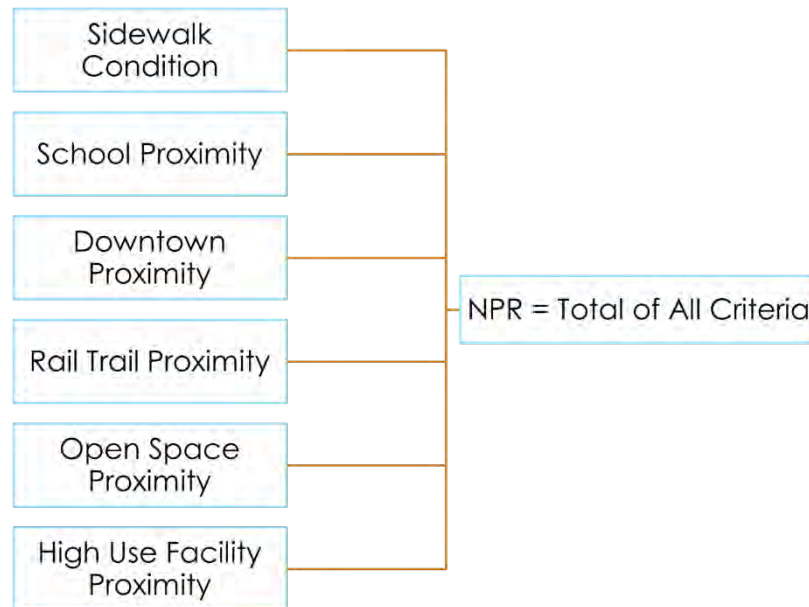 Sidewalk
Condition
School Proximity
Downtown
Proximity
NPR = Total of All Criteria
Rail Trail Proximity
Open Space
Proximity
High Use Facility
Proximity